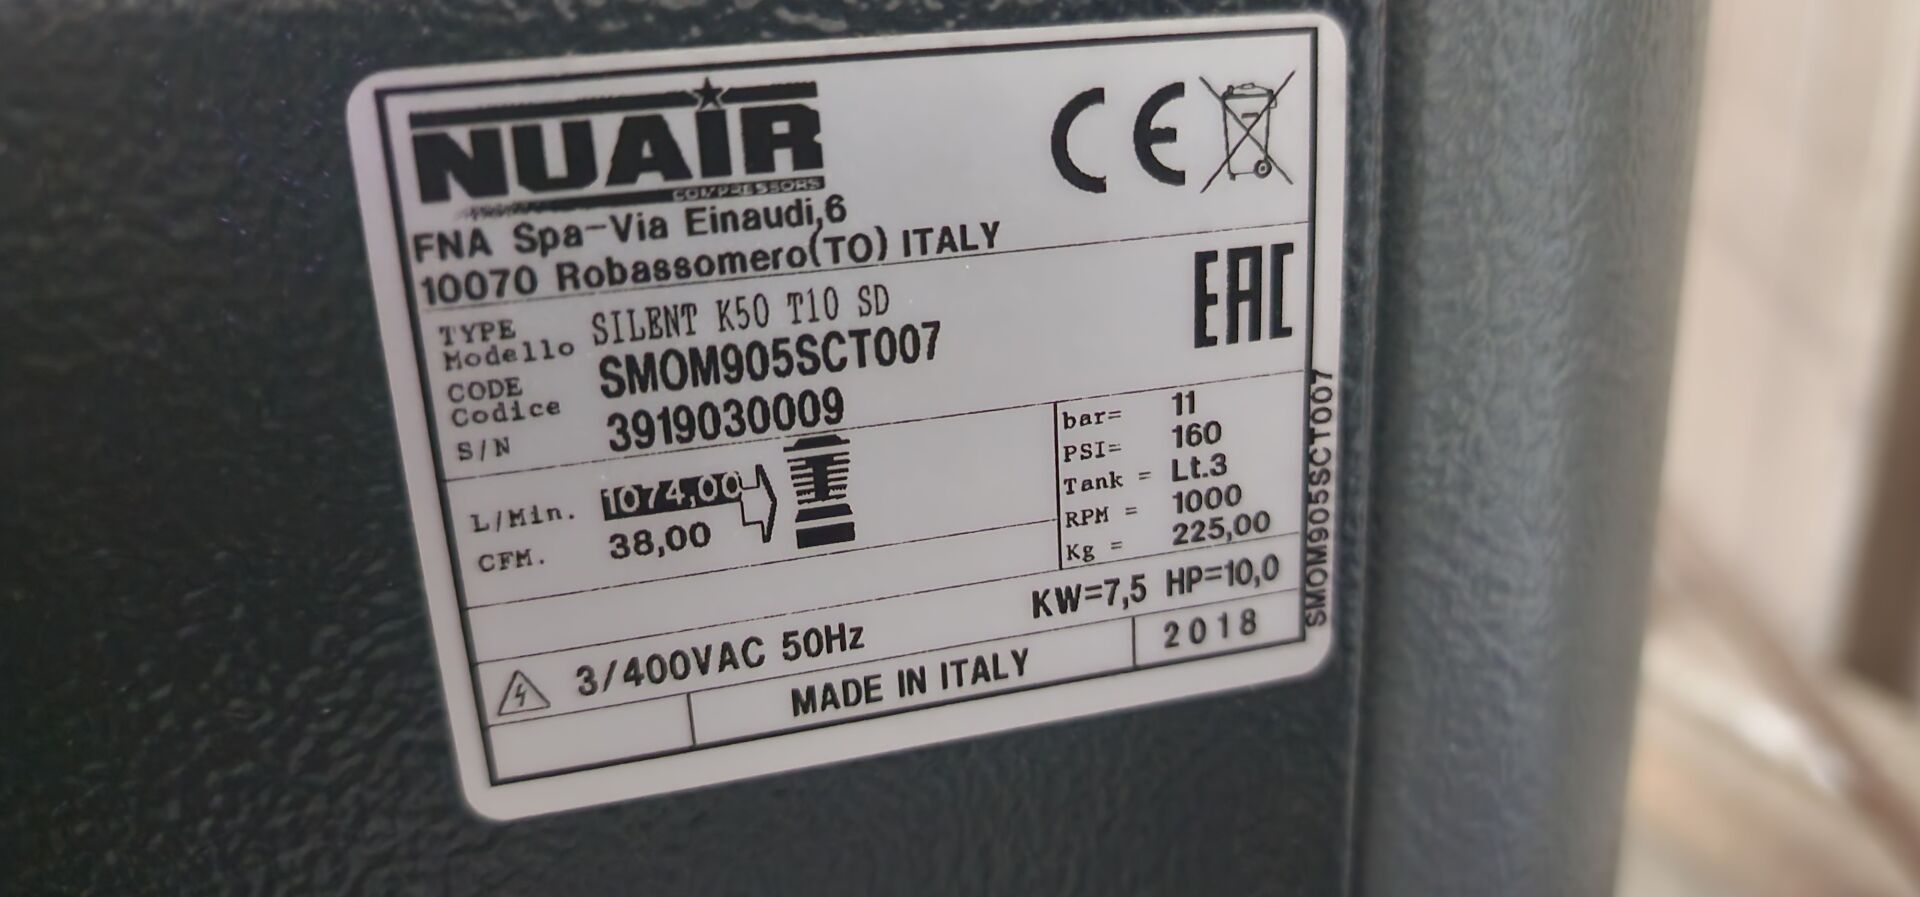 NUAIR
COMPRESSORS
CE
FNA Spa-Via Einaudi,6
10070 Robassomero(TO) ITALY
EAC
TYPE
Modello
SILENT K50 T10 SD
CODE
Codice
SMOM905SCT007
S/N
3919030009
L/Min. 1074,00
CFM. 38,00
bar= 11
PSI= 160
Tank = Lt.3
RPM = 1000
Kg = 225,00
KW=7,5 HP=10,0
3/400VAC 50Hz
MADE IN ITALY
2018
SMOM905SCT007